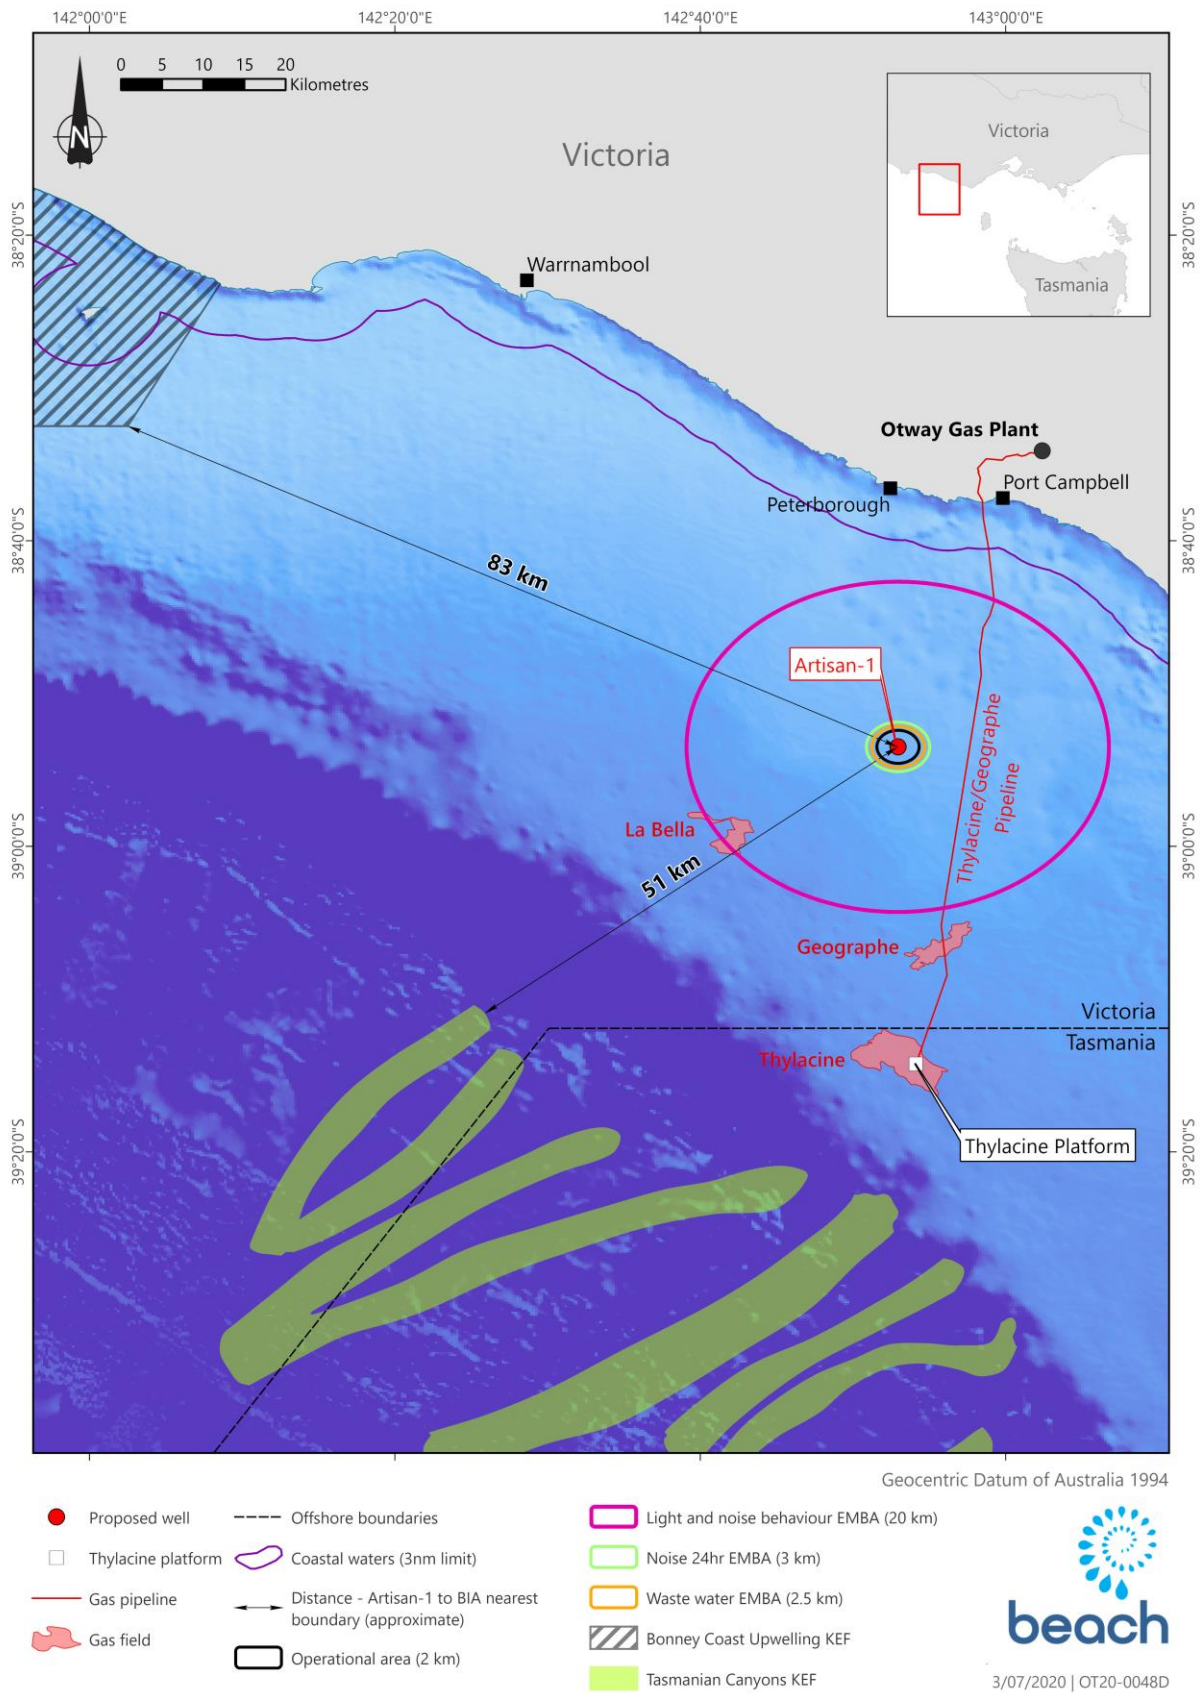 142°0'0"E
142°20'0"E
142°40'0"E
143°0'0"E
0 5 10 15 20
Kilometres
N
Victoria
Victoria
Tasmania
38°20'0"S
38°20'0"S
Warrnambool
Otway Gas Plant
Port Campbell
Peterborough
38°40'0"S
38°40'0"S
83 km
Artisan-1
Thylacine/Geographe
Pipeline
La Bella
39°0'0"S
39°0'0"S
51 km
Geographe
Victoria
Tasmania
Thylacine
Thylacine Platform
39°20'0"S
39°20'0"S
Geocentric Datum of Australia 1994
Proposed well
Thylacine platform
Gas pipeline
Gas field
Offshore boundaries
Coastal waters (3nm limit)
Distance - Artisan-1 to BIA nearest
boundary (approximate)
Operational area (2 km)
Light and noise behaviour EMBA (20 km)
Noise 24hr EMBA (3 km)
Waste water EMBA (2.5 km)
Bonney Coast Upwelling KEF
Tasmanian Canyons KEF
beach
3/07/2020 | OT20-0048D